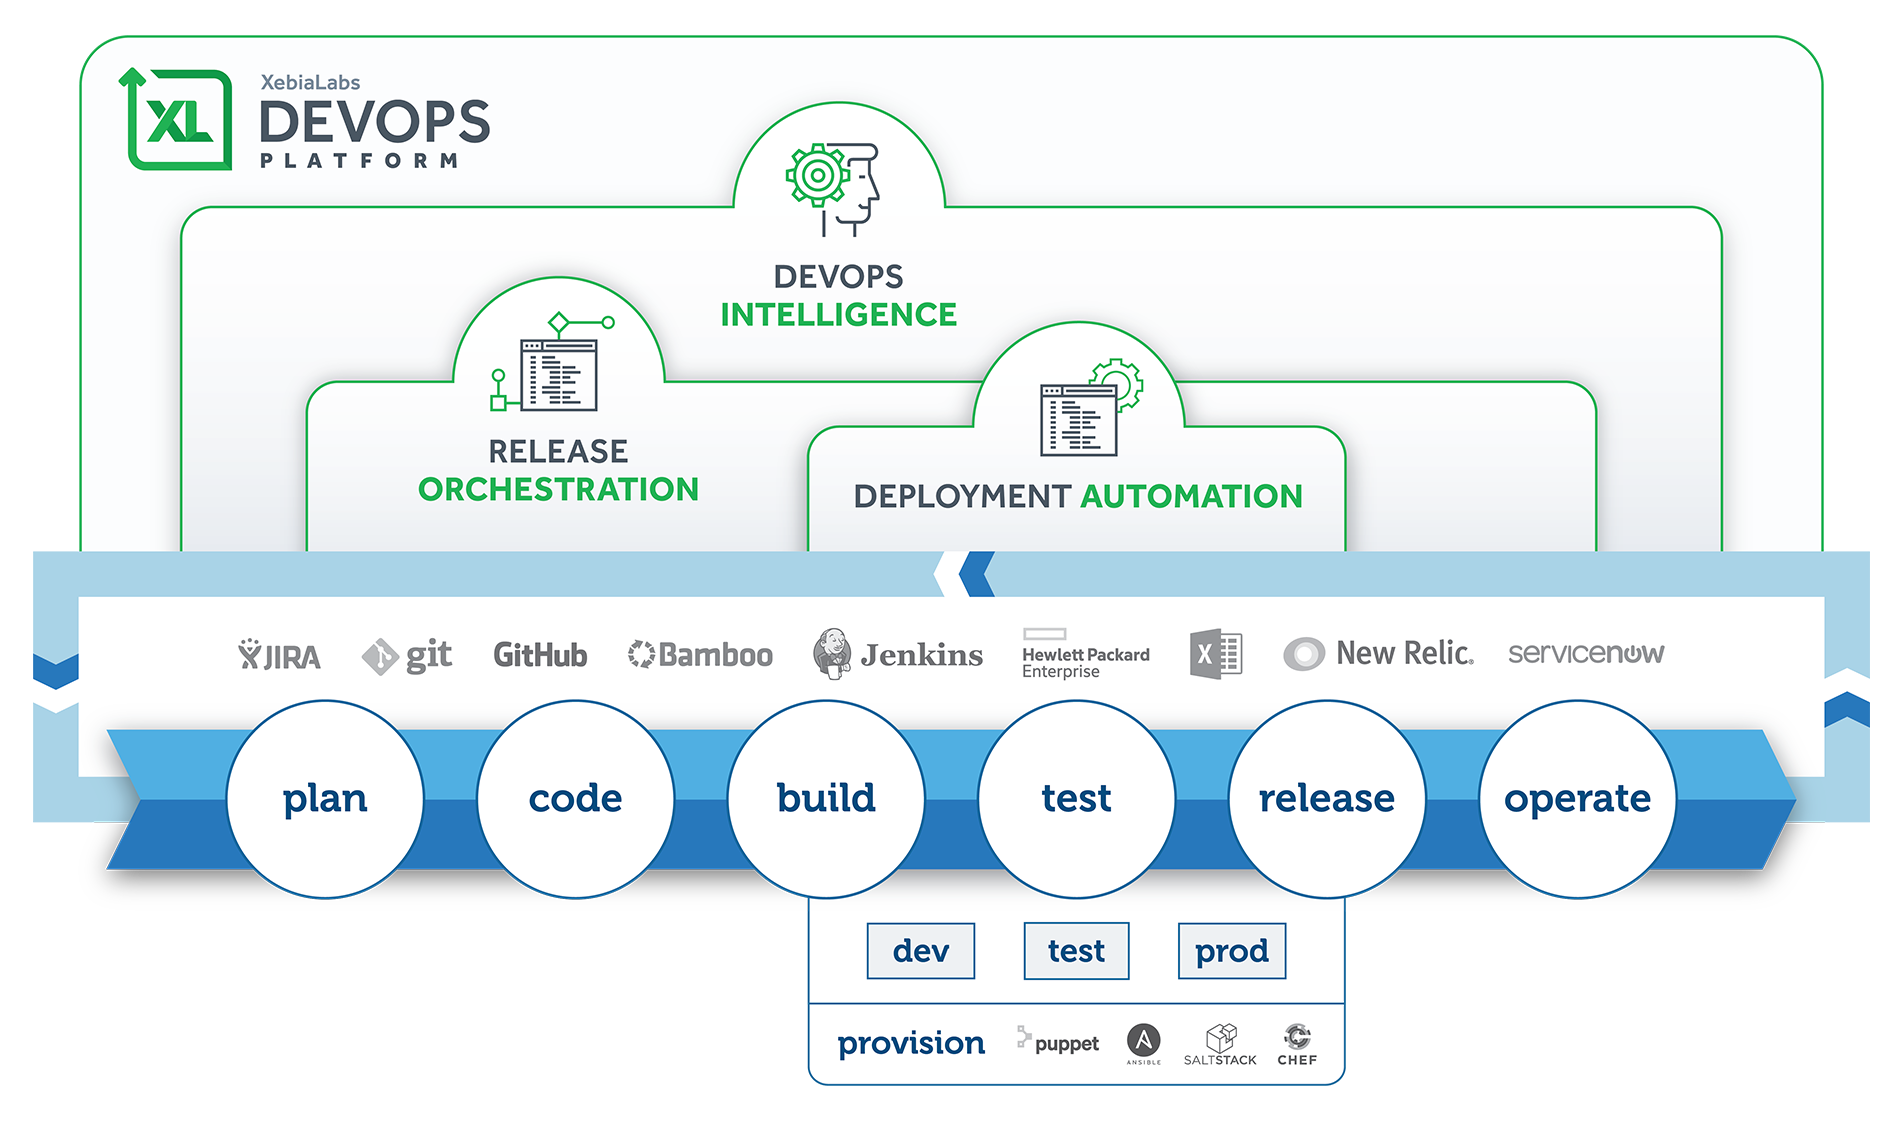 XL
XebiaLabs
DEVOPS
PLATFORM
DEVOPS
INTELLIGENCE
RELEASE
ORCHESTRATION
DEPLOYMENT AUTOMATION
JIRA
git
GitHub
Bamboo
Jenkins
Hewlett Packard
Enterprise
X
New Relic.
servicenow
plan
code
build
test
release
operate
dev
test
prod
provision
puppet
A
ANSIBLE
SALTSTACK
CHEF